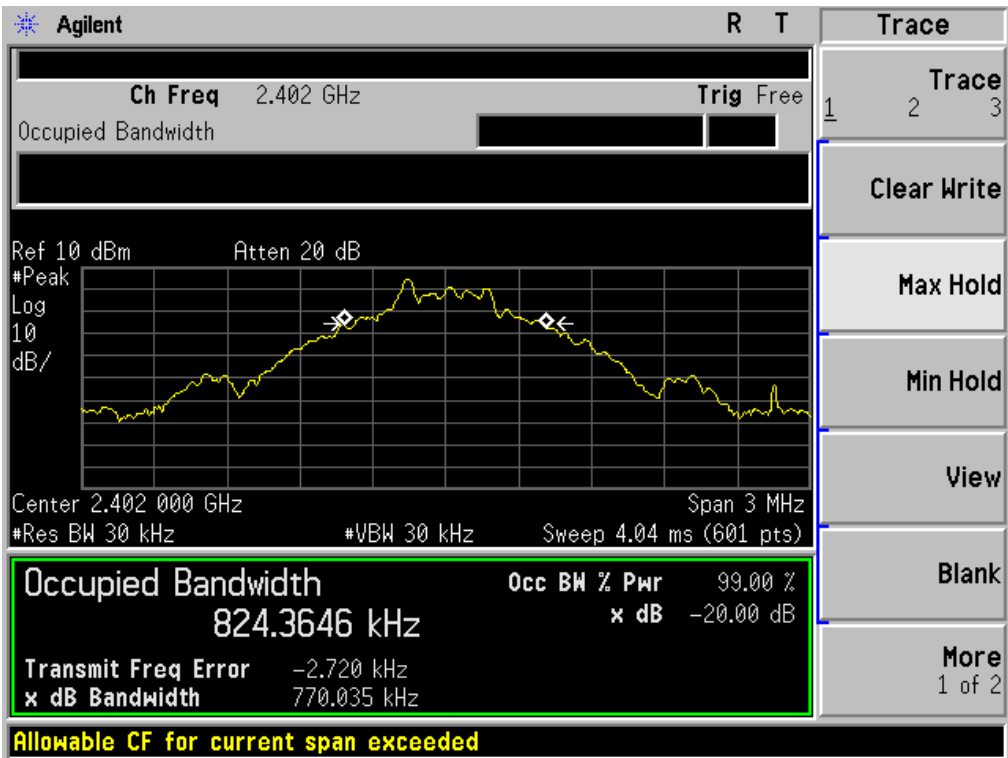 Agilent R T Trace
Ch Freq 2.402 GHz Trig Free
Occupied Bandwidth
Trace
1 2 3
Clear Write
Max Hold
Min Hold
View
Blank
More
1 of 2
Ref 10 dBm Atten 20 dB
#Peak
Log
10
dB/
Center 2.402 000 GHz Span 3 MHz
#Res BW 30 kHz #VBW 30 kHz Sweep 4.04 ms (601 pts)
Occupied Bandwidth Occ BW % Pwr 99.00 %
824.3646 kHz x dB -20.00 dB
Transmit Freq Error -2.720 kHz
x dB Bandwidth 770.035 kHz
Allowable CF for current span exceeded